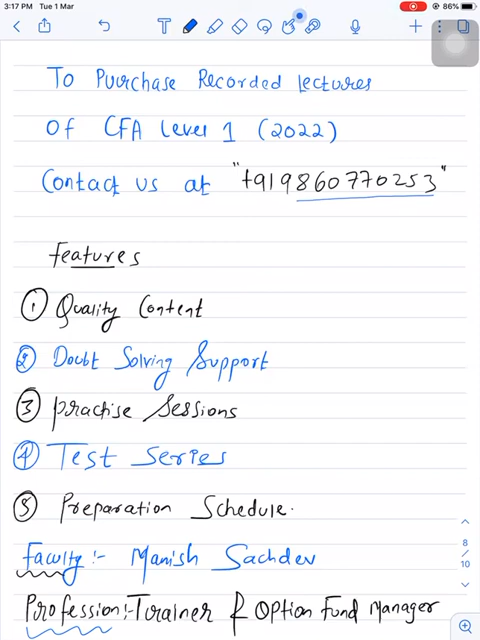 3:17 PM Tue 1 Mar
86%
To Purchase Recorded lectures
Of CFA Level 1 (2022)
Contact us at "+919860770253"
features
① Quality Content
② Doubt Solving Support
③ Practise Sessions
④ Test Series
⑤ Preparation Schedule.
Faculty:- Manish Sachdev
Profession:- Trainer & Option Fund Manager
8
/
10